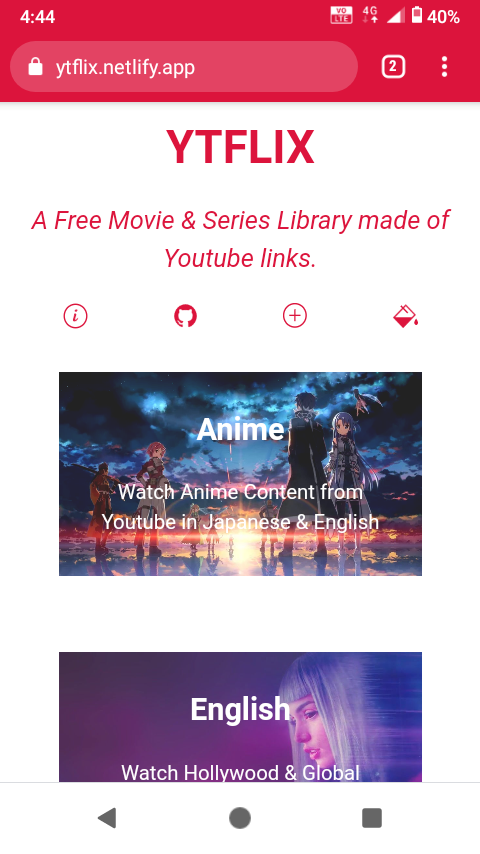 4:44
VO
LTE
4G
40%
ytflix.netlify.app
2
YTFLIX
A Free Movie & Series Library made of
Youtube links.
Anime
Watch Anime Content from
Youtube in Japanese & English
English
Watch Hollywood & Global